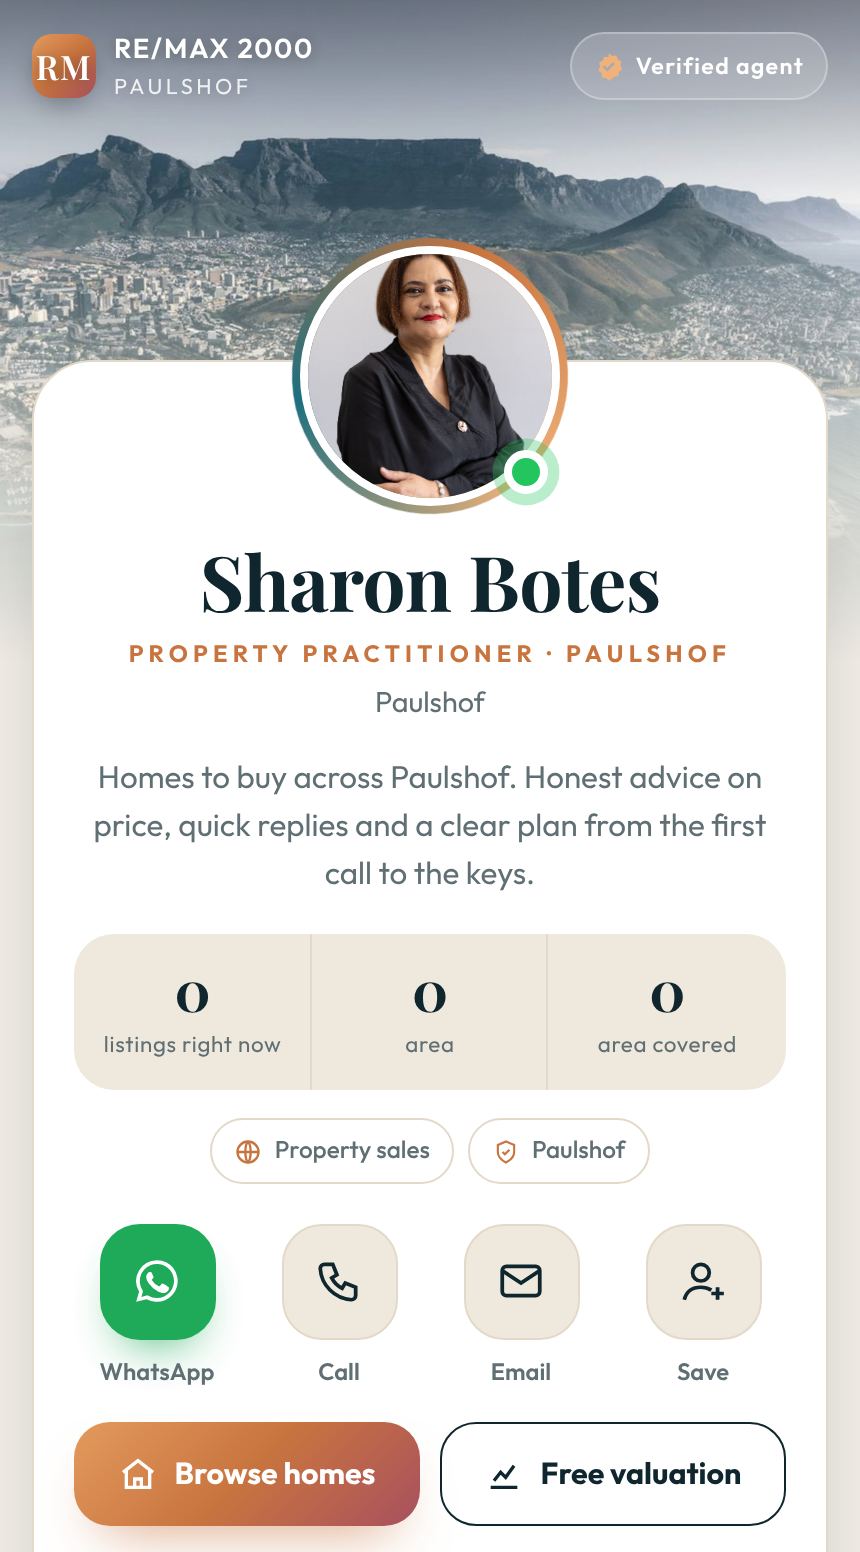 RM
RE/MAX 2000
PAULSHOF
Verified agent
Sharon Botes
PROPERTY PRACTITIONER · PAULSHOF
Paulshof
Homes to buy across Paulshof. Honest advice on
price, quick replies and a clear plan from the first
call to the keys.
0
listings right now
0
area
0
area covered
Property sales
Paulshof
WhatsApp
Call
Email
Save
Browse homes
Free valuation